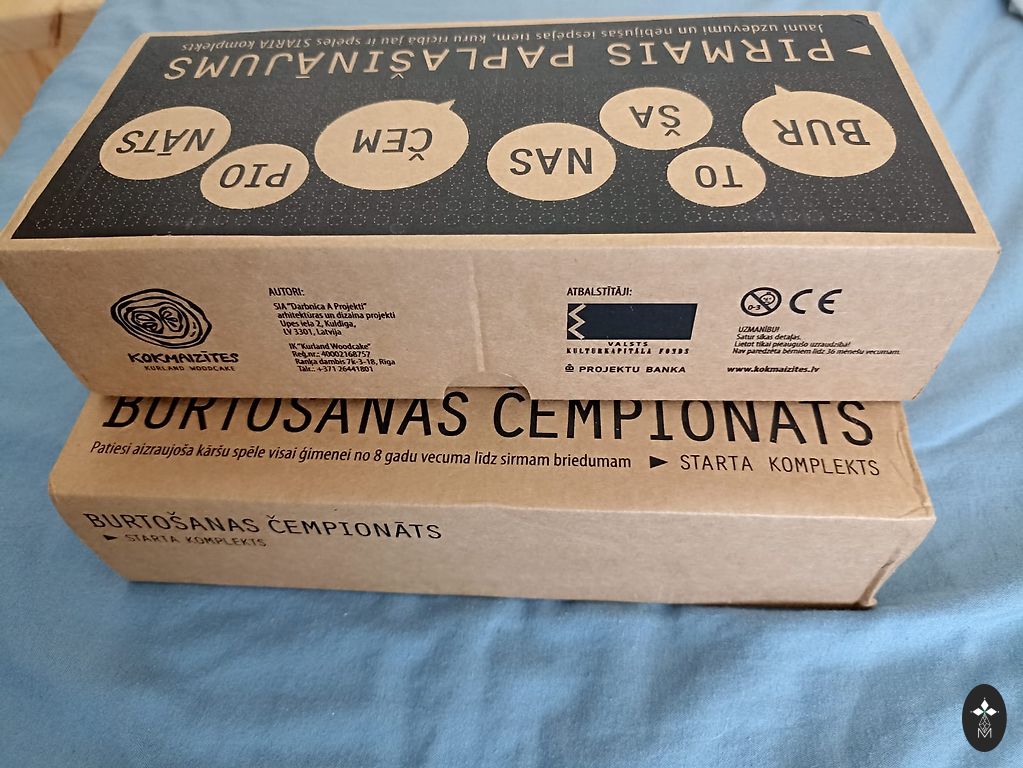 ▶ PIRMAIS PAPLAŠINĀJUMS
Jauni uzdevumi un nebijušas iespējas tiem, kuru rīcībā jau ir spēles STARTA komplekts
BUR
TO
ŠA
NAS
ČEM
PIO
NĀTS
KOKMAIZĪTES
KURLAND WOODCAKE
AUTORI:
SIA "Darbnīca A Projekti"
arhitektūras un dizaina projekti
Upes iela 2, Kuldīga,
LV 3301, Latvija
IK "Kurland Woodcake"
Reģ.nr.: 40002168757
Raņķa dambis 7k-3-18, Rīga
Tālr.: +371 26441801
ATBALSTĪTĀJI:
VALSTS
KULTURKAPITĀLA FONDS
PROJEKTU BANKA
0-3 CE
UZMANĪBU!
Satur sīkas detaļas.
Lietot tikai pieaugušo uzraudzībā!
Nav paredzēta bērniem līdz 36 mēnešu vecumam.
www.kokmaizites.lv
BURTOŠANAS ČEMPIONĀTS
Patiesi aizraujoša kāršu spēle visai ģimenei no 8 gadu vecuma līdz sirmam briedumam ▶ STARTA KOMPLEKTS
BURTOŠANAS ČEMPIONĀTS
▶ STARTA KOMPLEKTS
M